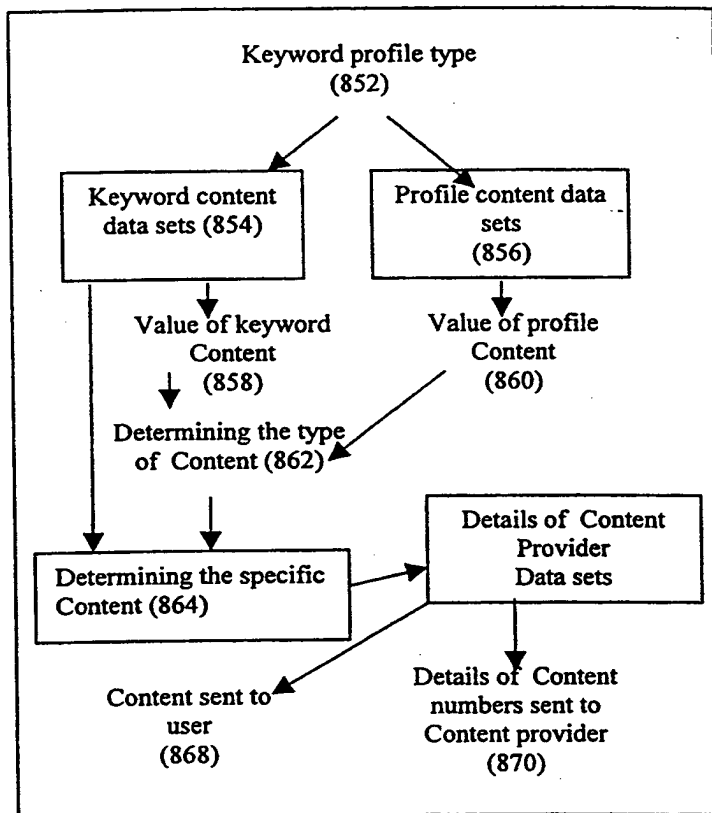 Keyword profile type
(852)
Keyword content
data sets (854)
Profile content data
sets
(856)
Value of keyword
Content
(858)
Value of profile
Content
(860)
Determining the type
of Content (862)
Details of Content
Provider
Data sets
Determining the specific
Content (864)
Content sent to
user
(868)
Details of Content
numbers sent to
Content provider
(870)